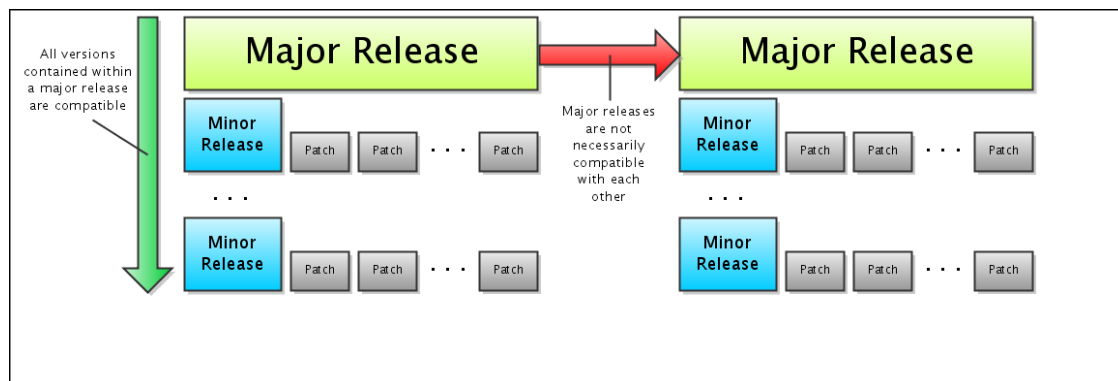 All versions
contained within
a major release
are compatible
Major Release
Major releases
are not
necessarily
compatible
with each
other
Major Release
Minor
Release
Patch
Patch
. . .
Patch
. . .
Minor
Release
Patch
Patch
. . .
Patch
Minor
Release
Patch
Patch
. . .
Patch
. . .
Minor
Release
Patch
Patch
. . .
Patch